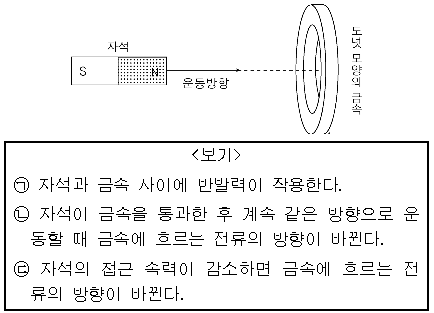 자석
S
N
운동방향
도넛 모양의 금속
<보기>
㉠ 자석과 금속 사이에 반발력이 작용한다.
㉡ 자석이 금속을 통과한 후 계속 같은 방향으로 운
동할 때 금속에 흐르는 전류의 방향이 바뀐다.
㉢ 자석의 접근 속력이 감소하면 금속에 흐르는 전
류의 방향이 바뀐다.